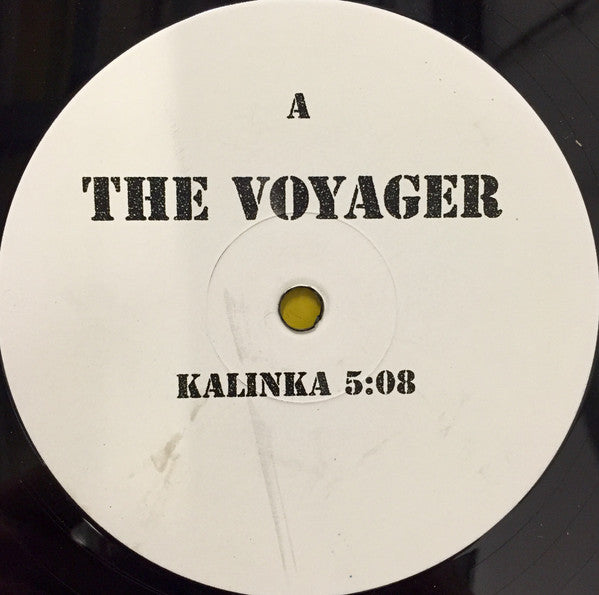 A
THE VOYAGER
KALINKA 5:08